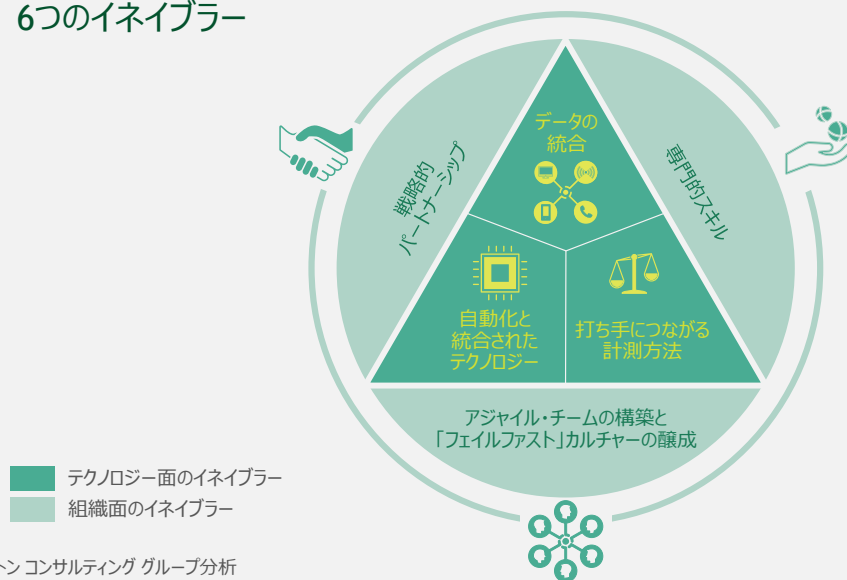 6つのイネイブラー
データの
統合
戦略的
パートナーシップ
専門的スキル
自動化と
統合された
テクノロジー
打ち手につながる
計測方法
アジャイル・チームの構築と
「フェイルファスト」カルチャーの醸成
テクノロジー面のイネイブラー
組織面のイネイブラー
トン コンサルティング グループ分析